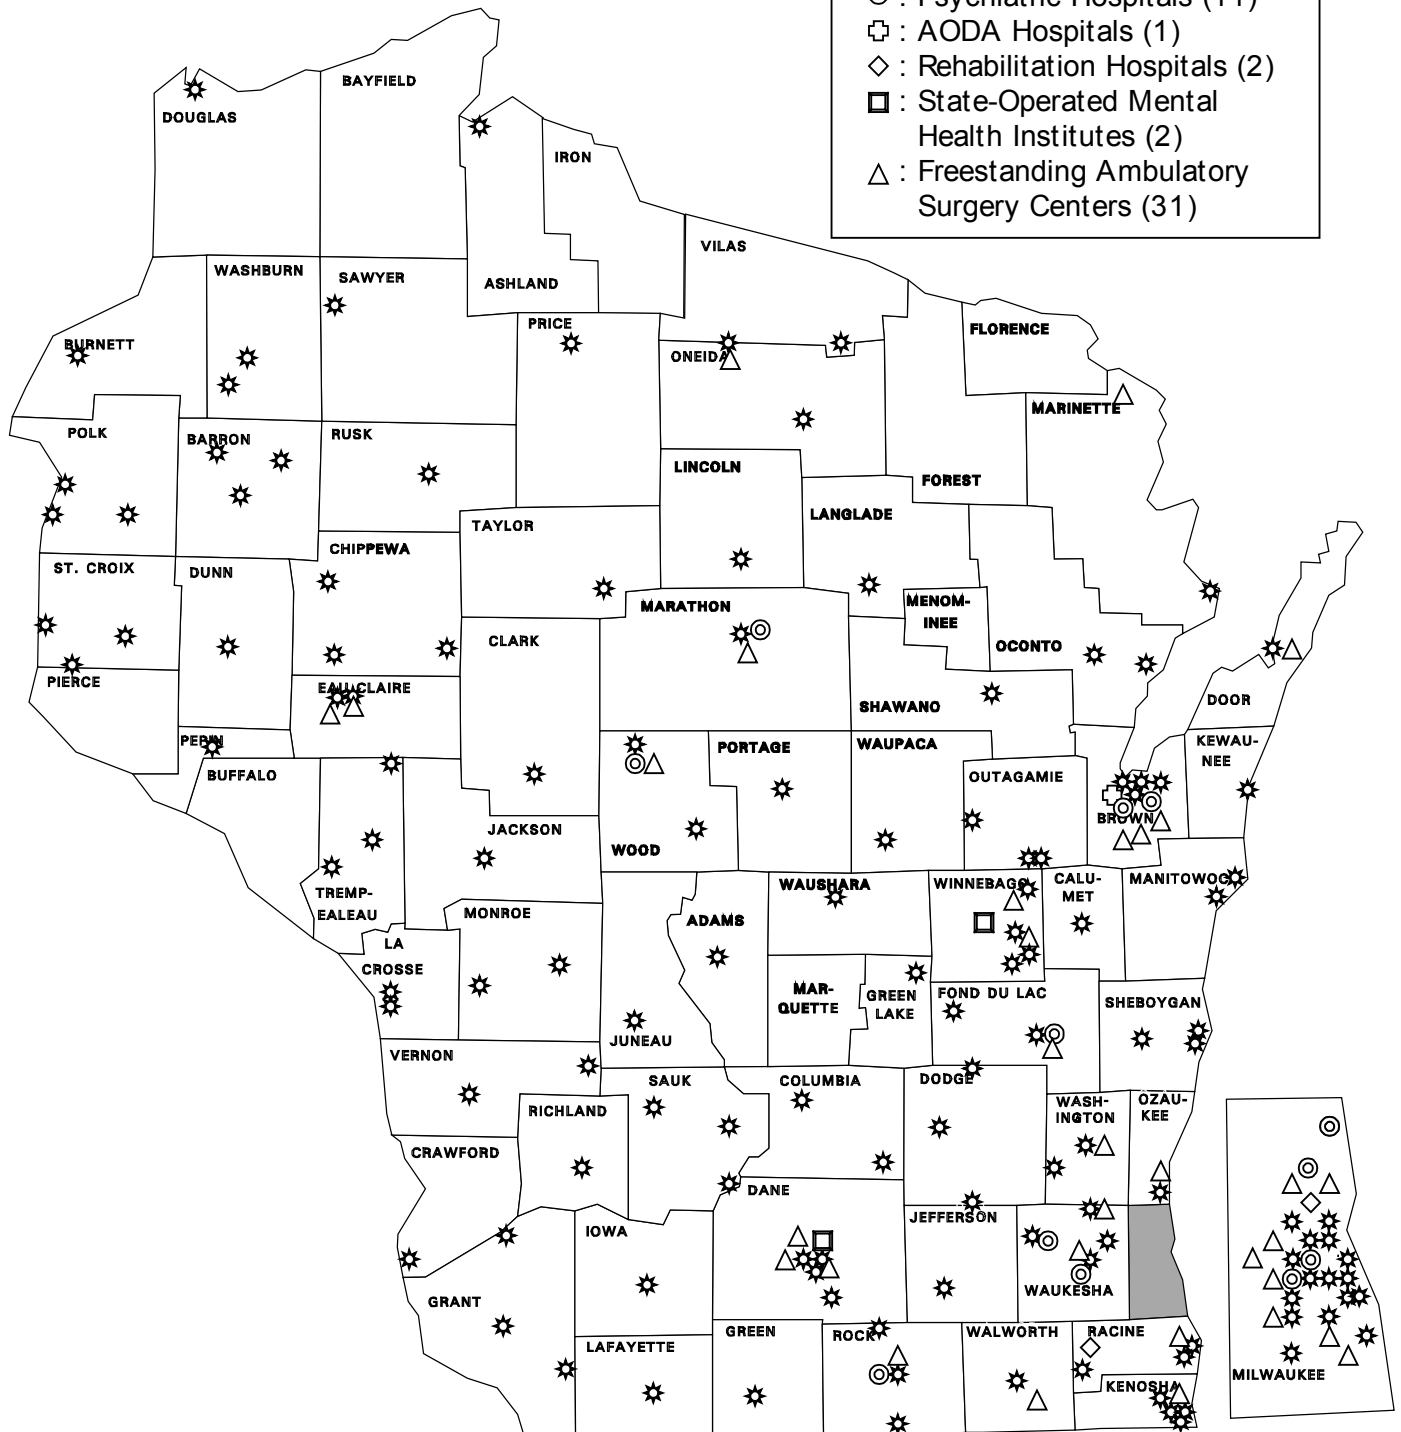 : Psychiatric Hospitals (11)
: AODA Hospitals (1)
: Rehabilitation Hospitals (2)
: State-Operated Mental
Health Institutes (2)
: Freestanding Ambulatory
Surgery Centers (31)
BAYFIELD
DOUGLAS
IRON
VILAS
WASHBURN
SAWYER
ASHLAND
PRICE
FLORENCE
BURNETT
ONEIDA
MARINETTE
POLK
BARRON
RUSK
LINCOLN
FOREST
LANGLADE
TAYLOR
CHIPPEWA
ST. CROIX
DUNN
MENOM-
INEE
MARATHON
CLARK
OCONTO
PIERCE
EAU CLAIRE
SHAWANO
DOOR
PEPIN
BUFFALO
PORTAGE
WAUPACA
KEWAU-
NEE
OUTAGAMIE
BROWN
JACKSON
WOOD
TREMP-
EALEAU
WAUSHARA
WINNEBAGO
CALU-
MET
MANITOWOC
MONROE
ADAMS
LA
CROSSE
MAR-
QUETTE
GREEN
LAKE
FOND DU LAC
SHEBOYGAN
JUNEAU
VERNON
SAUK
COLUMBIA
DODGE
WASH-
INGTON
OZAU-
KEE
RICHLAND
CRAWFORD
DANE
JEFFERSON
IOWA
WAUKESHA
GRANT
LAFAYETTE
GREEN
ROCK
WALWORTH
RACINE
KENOSHA
MILWAUKEE